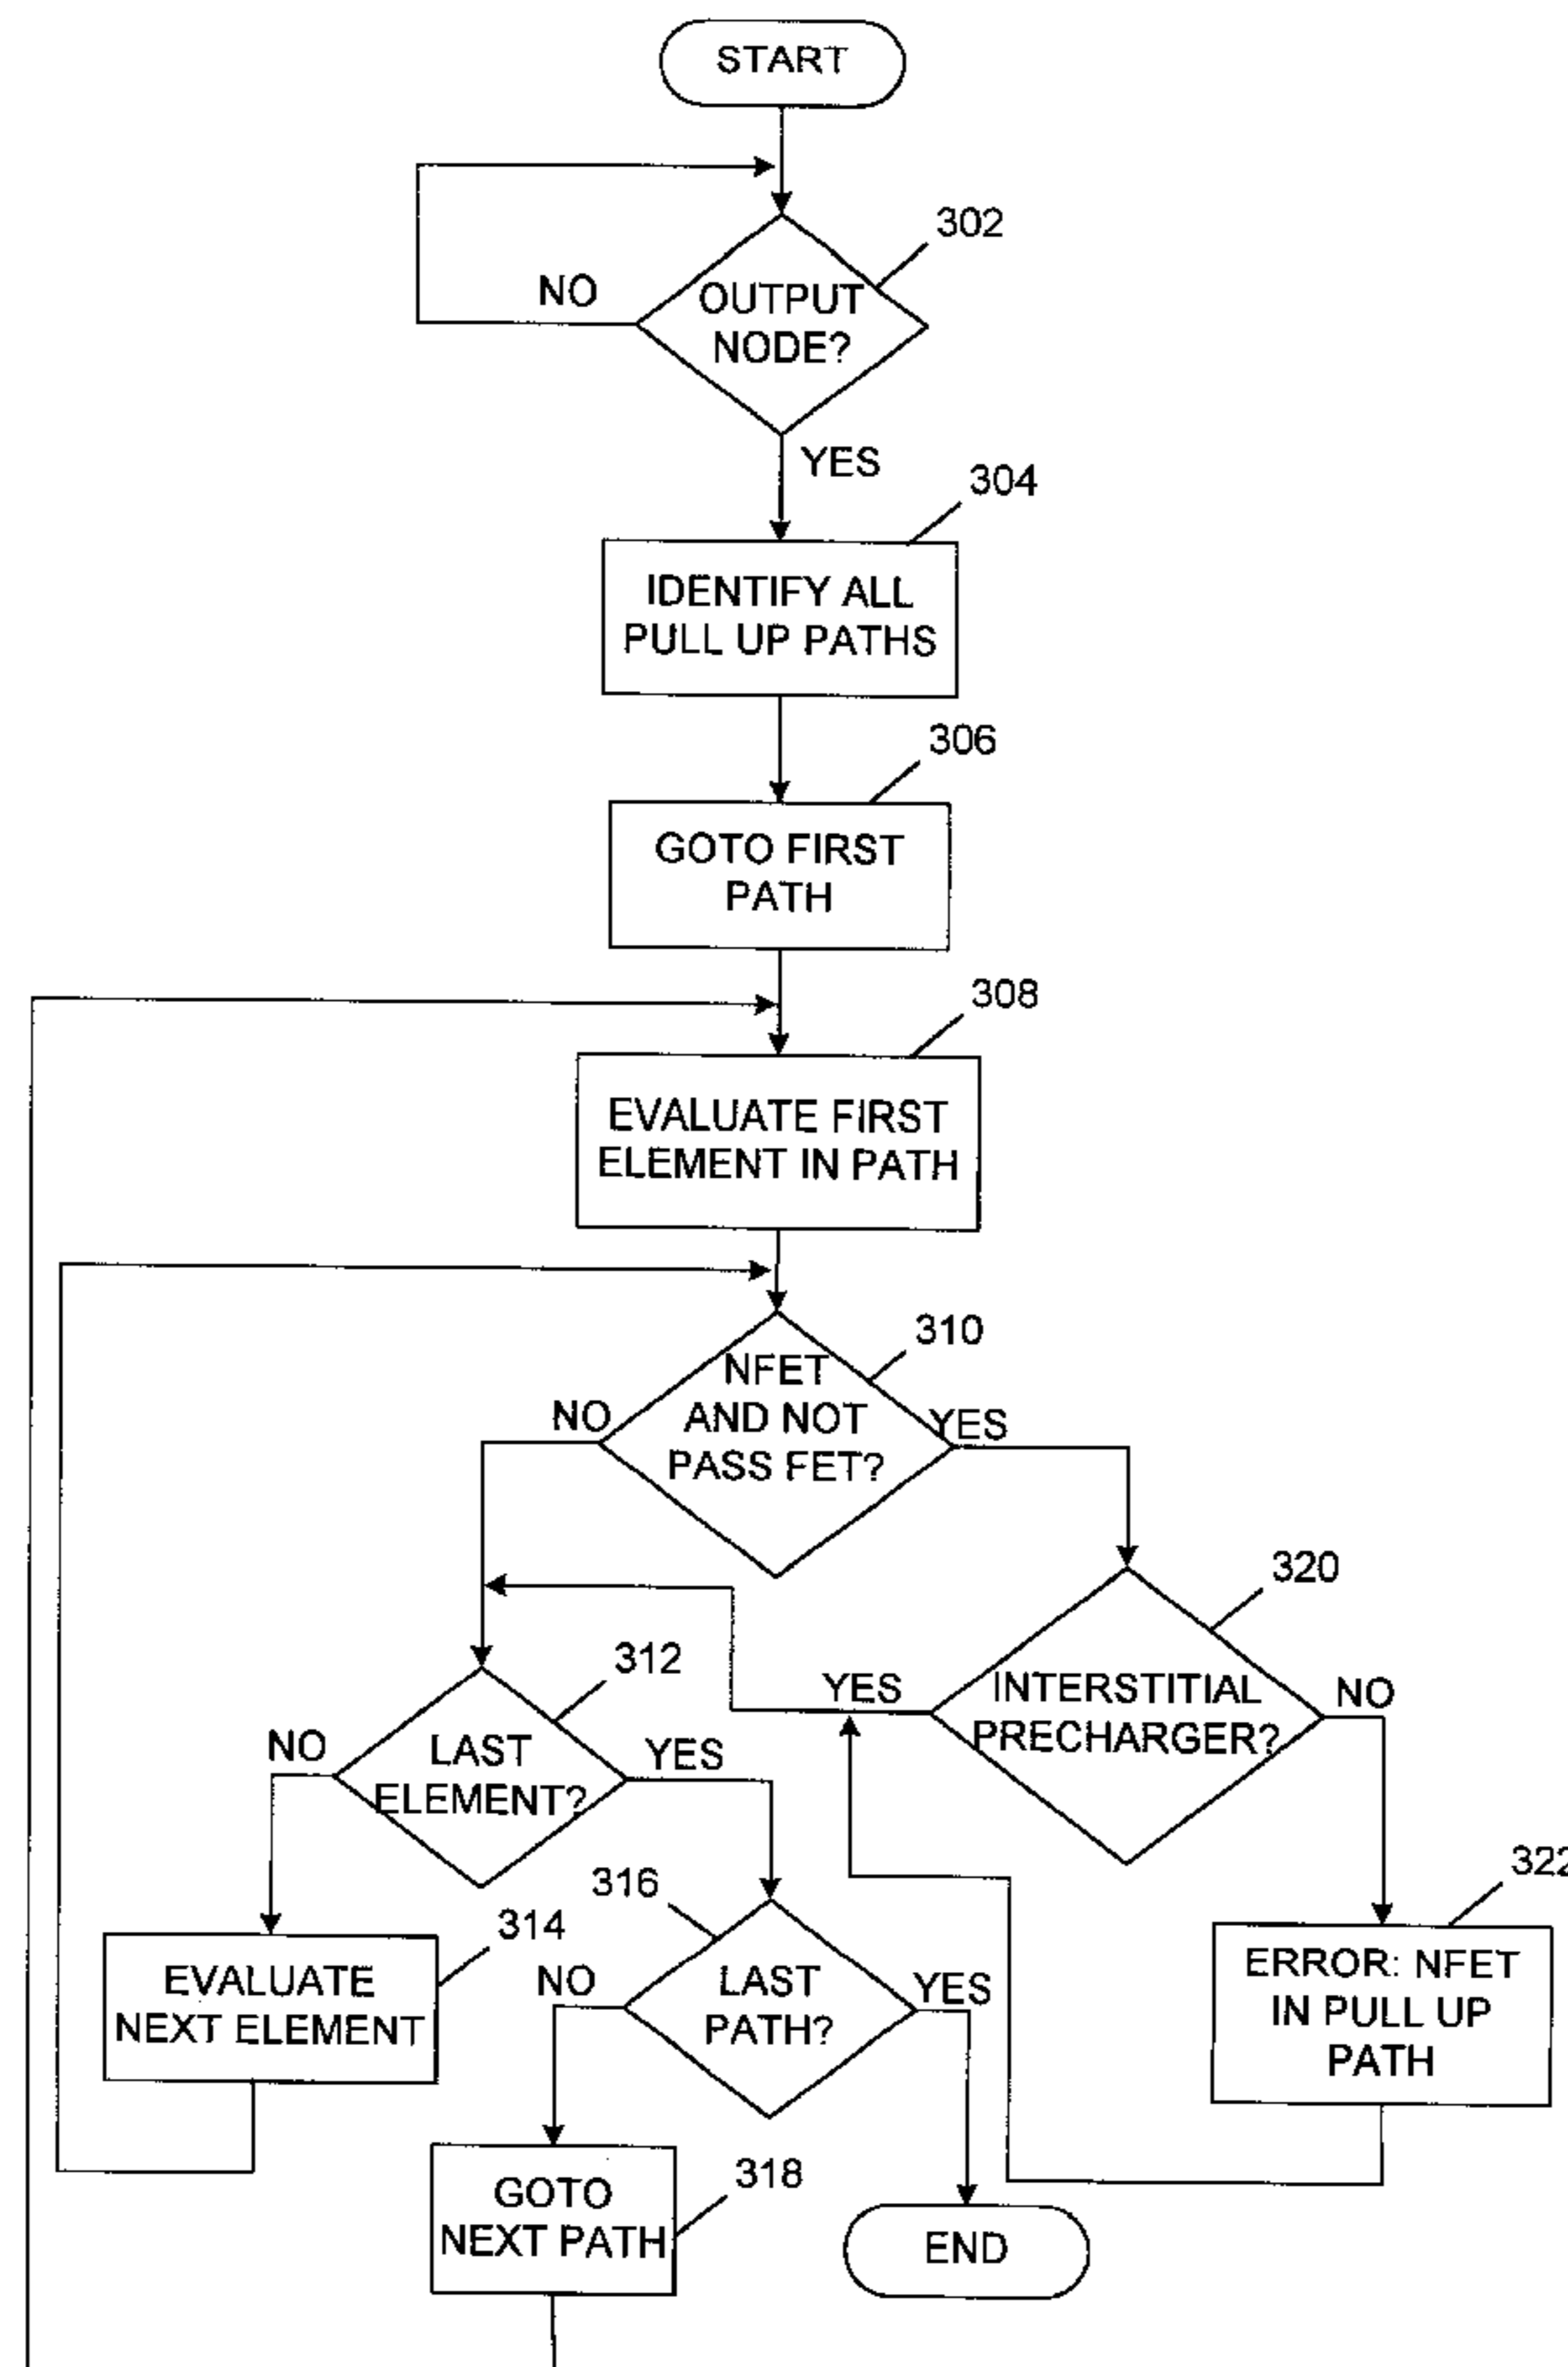 START
302
NO
OUTPUT
NODE?
YES
304
IDENTIFY ALL
PULL UP PATHS
306
GOTO FIRST
PATH
308
EVALUATE FIRST
ELEMENT IN PATH
310
NFET
AND NOT
PASS FET?
NO
YES
320
INTERSTITIAL
PRECHARGER?
YES
NO
312
LAST
ELEMENT?
NO
YES
322
ERROR: NFET
IN PULL UP
PATH
316
314
EVALUATE
NEXT ELEMENT
NO
LAST
PATH?
YES
318
GOTO
NEXT PATH
END